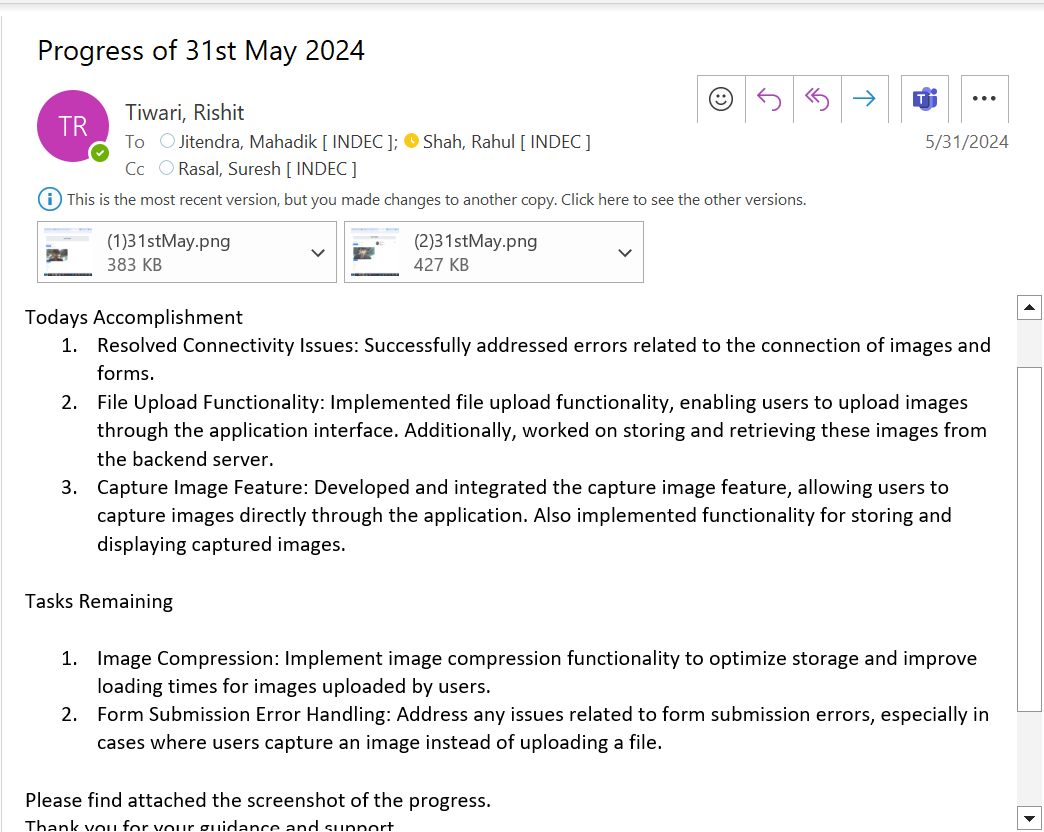 Progress of 31st May 2024
TR
Tiwari, Rishit
To Jitendra, Mahadik [ INDEC ]; Shah, Rahul [ INDEC ]
5/31/2024
Cc Rasal, Suresh [ INDEC ]
This is the most recent version, but you made changes to another copy. Click here to see the other versions.
(1)31stMay.png
383 KB
(2)31stMay.png
427 KB
Todays Accomplishment
1. Resolved Connectivity Issues: Successfully addressed errors related to the connection of images and
forms.
2. File Upload Functionality: Implemented file upload functionality, enabling users to upload images
through the application interface. Additionally, worked on storing and retrieving these images from
the backend server.
3. Capture Image Feature: Developed and integrated the capture image feature, allowing users to
capture images directly through the application. Also implemented functionality for storing and
displaying captured images.
Tasks Remaining
1. Image Compression: Implement image compression functionality to optimize storage and improve
loading times for images uploaded by users.
2. Form Submission Error Handling: Address any issues related to form submission errors, especially in
cases where users capture an image instead of uploading a file.
Please find attached the screenshot of the progress.
Thank you for your guidance and support